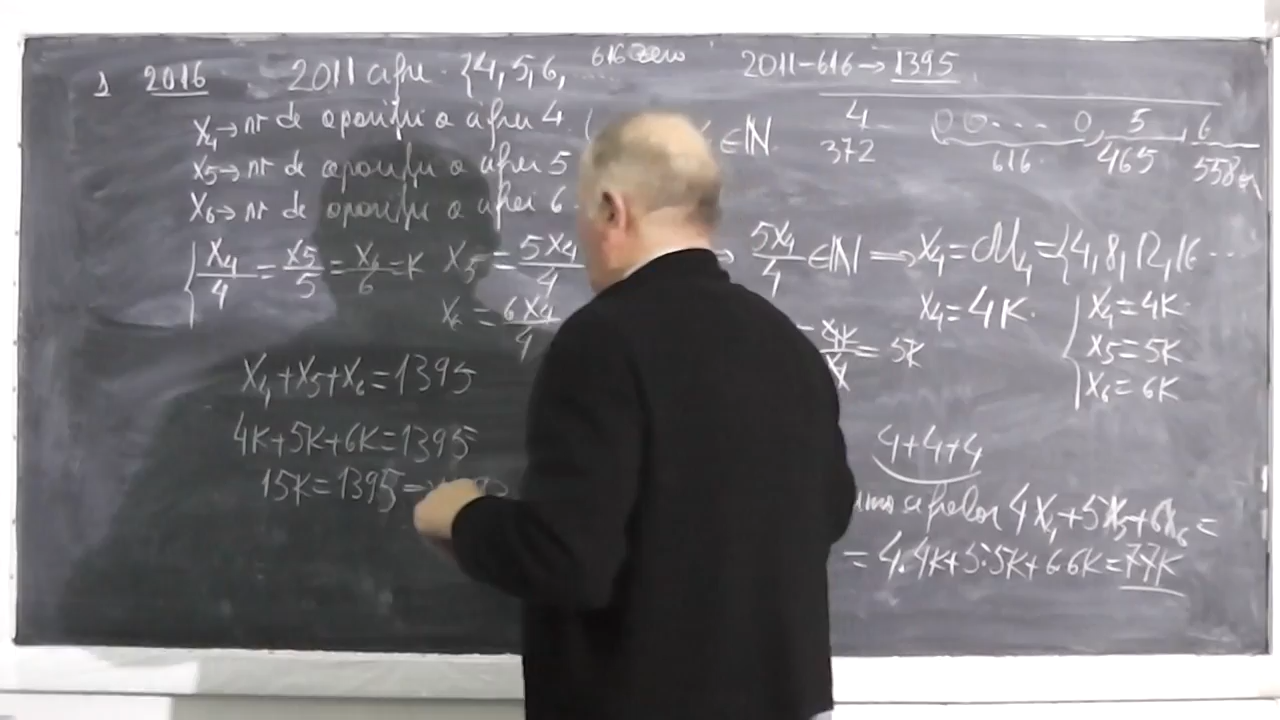 1 2016 2011 cifre {4,5,6, 616 zero 2011-616→1395
X4→nr de apariții a cifrei 4.
∈ℕ
4
372
0 0 ... 0, 5, 6
616 465 558
X5→nr de apariții a cifrei 5
X6→nr de apariții a cifrei 6
X4/4 = X5/5 = X6/6 = K X5 = 5X4/4
5X4/4 ∈ℕ ⟹ X4=M4={4,8,12,16...
X6 = 6X4/4
X4=4K.
= 5K
X4=4K
X5=5K
X6=6K
X4+X5+X6=1395
4K+5K+6K=1395
15K=1395
4+4+4
cifrelor 4X4+5X5+6X6=
=4·4K+5·5K+6·6K=77K